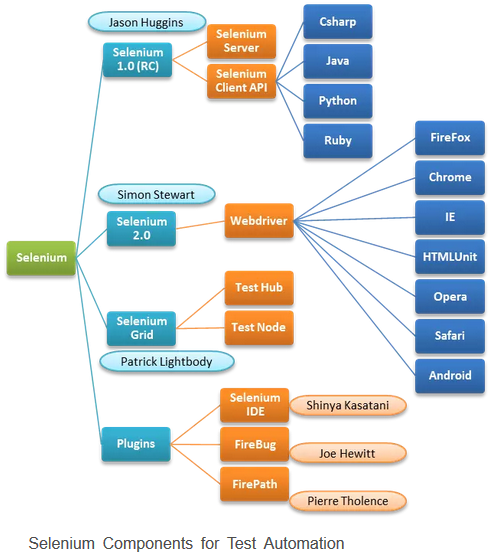 Jason Huggins
Selenium
1.0 (RC)
Selenium
Server
Selenium
Client API
Csharp
Java
Python
Ruby
Simon Stewart
Selenium
2.0
Webdriver
FireFox
Chrome
IE
HTMLUnit
Opera
Safari
Android
Selenium
Selenium
Grid
Test Hub
Test Node
Patrick Lightbody
Plugins
Selenium
IDE
Shinya Kasatani
FireBug
Joe Hewitt
FirePath
Pierre Tholence
Selenium Components for Test Automation